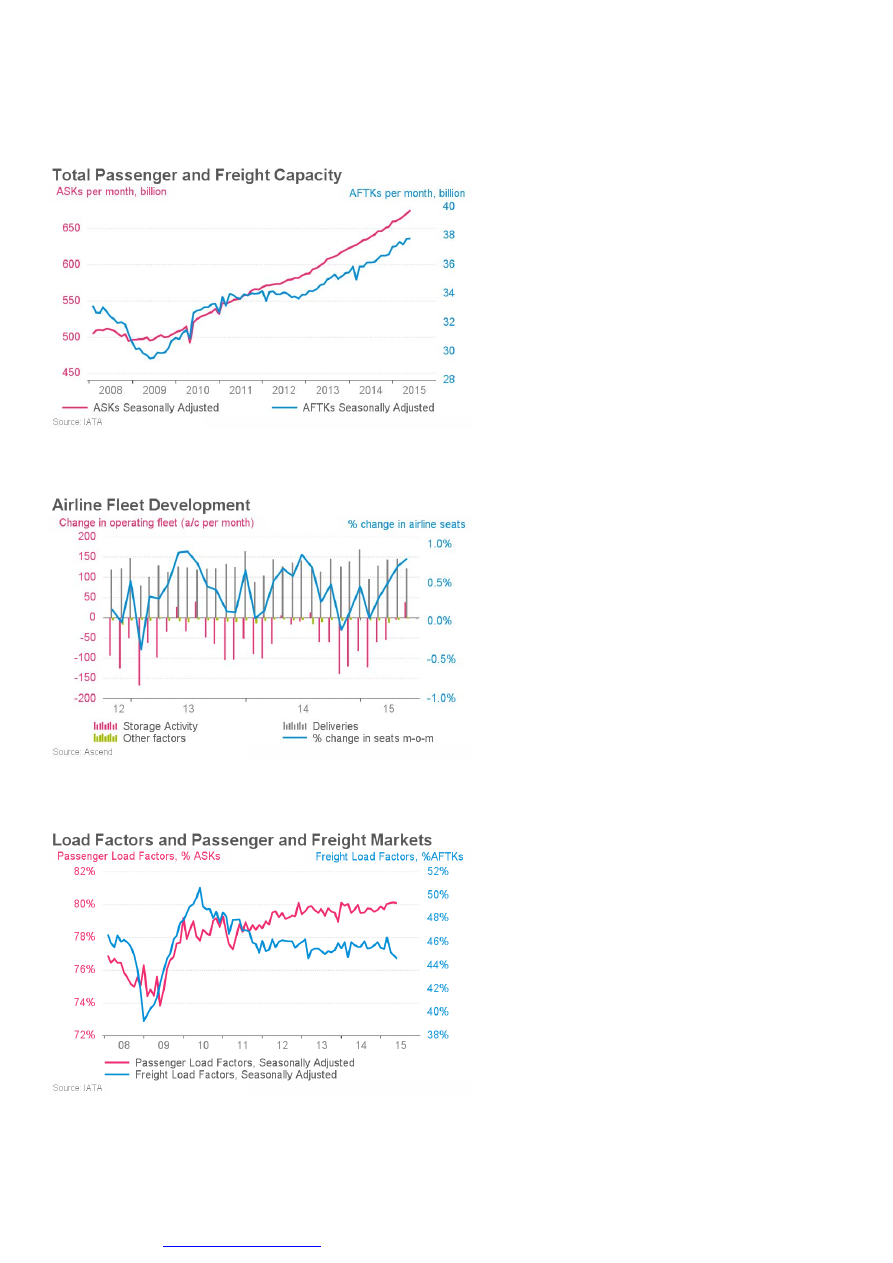 Total Passenger and Freight Capacity
ASKs per month, billion AFTKs per month, billion
40
650 38
600 36
550 34
32
500
30
450
28
2008 2009 2010 2011 2012 2013 2014 2015
ASKs Seasonally Adjusted AFTKs Seasonally Adjusted
Source: IATA
Airline Fleet Development
Change in operating fleet (a/c per month) % change in airline seats
200
1.0%
150
100 0.5%
50
0 0.0%
-50
-100 -0.5%
-150
-200 -1.0%
12 13 14 15
Storage Activity Deliveries
Other factors % change in seats m-o-m
Source: Ascend
Load Factors and Passenger and Freight Markets
Passenger Load Factors, % ASKs Freight Load Factors, %AFTKs
82% 52%
50%
80%
48%
78%
46%
76% 44%
42%
74%
40%
72% 38%
08 09 10 11 12 13 14 15
Passenger Load Factors, Seasonally Adjusted
Freight Load Factors, Seasonally Adjusted
Source: IATA